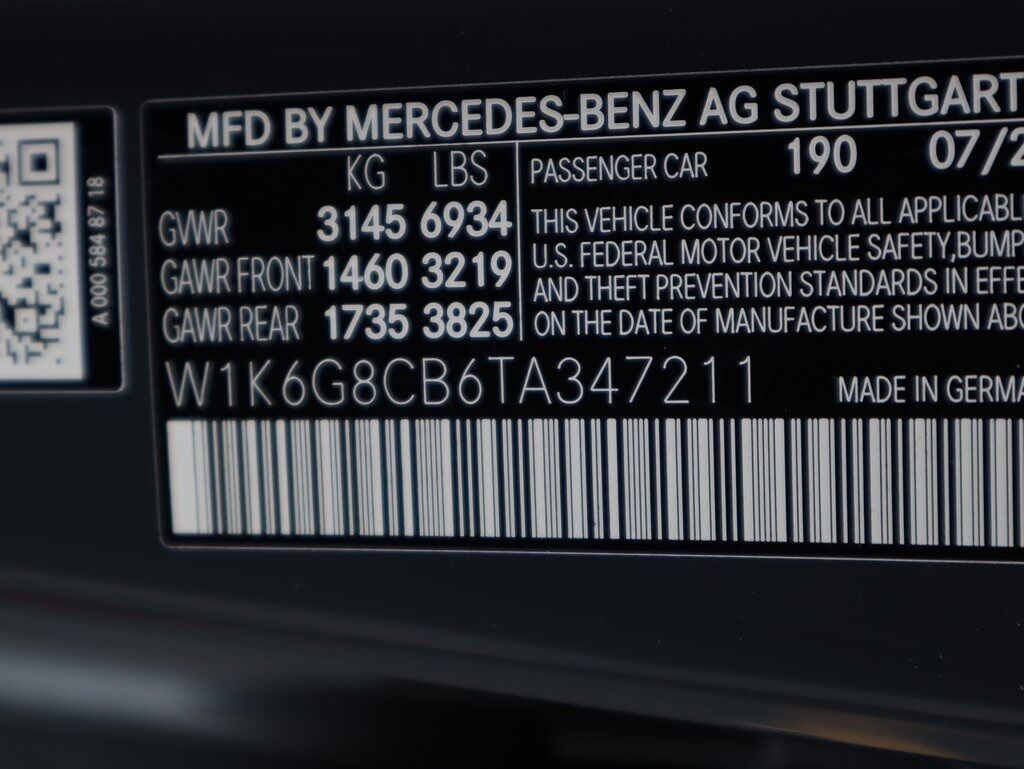 A 000 584 87 18
MFD BY MERCEDES-BENZ AG STUTTGART
KG LBS
GVWR 3145 6934
GAWR FRONT 1460 3219
GAWR REAR 1735 3825
PASSENGER CAR 190 07/2
THIS VEHICLE CONFORMS TO ALL APPLICABL
U.S. FEDERAL MOTOR VEHICLE SAFETY,BUMP
AND THEFT PREVENTION STANDARDS IN EFFE
ON THE DATE OF MANUFACTURE SHOWN ABO
W1K6G8CB6TA347211
MADE IN GERMA